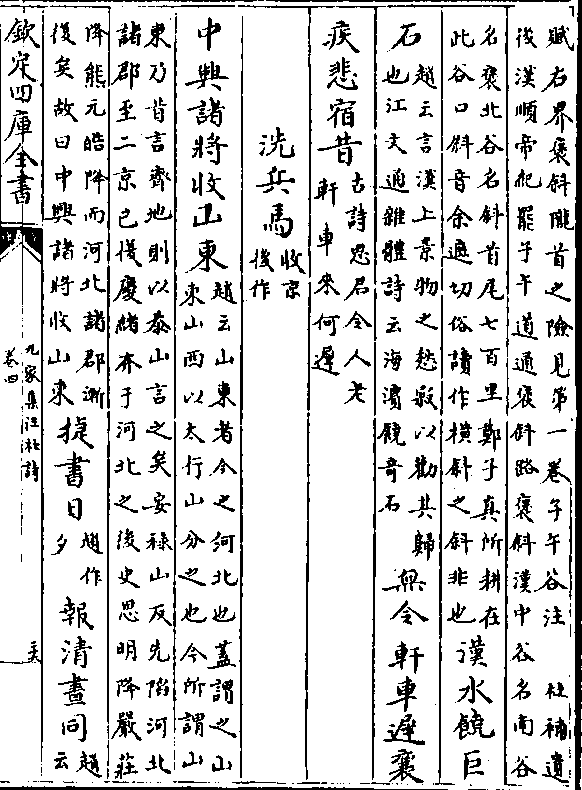 賦右界褒斜隴首之險見第一卷子午谷注 杜補遺
後漢順帝紀罷子午道通褒斜路褒斜漢中谷名南谷
名褒北谷名斜首尾七百里鄭子真所耕在
此谷口斜音余遮切俗讀作横斜之斜非也
漢水饒巨
石
趙云言漢上景物之愁寂以勸其歸
也江文通雜體詩云海濱饒奇石
無令軒車遲衰
疾悲宿昔
古詩思君令人老
軒車來何遲
洗兵馬
收京
後作
中興諸將收山東
趙云山東者今之河北也蓋謂之山
東山西以太行山分之也今所謂山
東乃昔言齊地則以泰山言之矣安祿山反先陷河北
諸郡至二京已復慶緒奔于河北之後史思明降嚴莊
降熊元皓降而河北諸郡漸
復矣故曰中興諸將收山東
捷書日
趙作
夕
報清晝同
趙
云
欽定四庫全書
九家集注杜詩
卷四